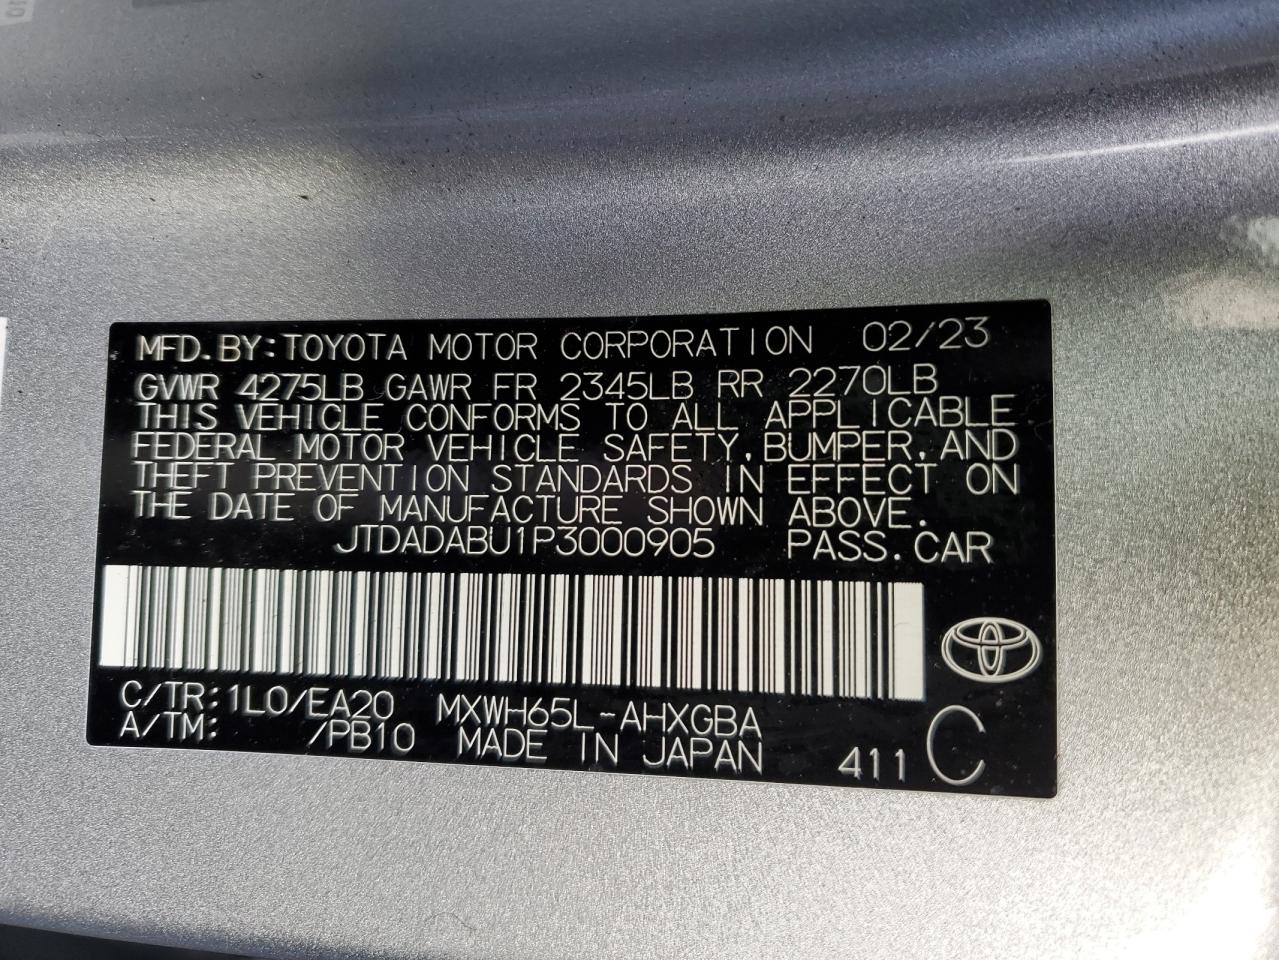 MFD.BY:TOYOTA MOTOR CORPORATION 02/23
GVWR 4275LB GAWR FR 2345LB RR 2270LB
THIS VEHICLE CONFORMS TO ALL APPLICABLE
FEDERAL MOTOR VEHICLE SAFETY,BUMPER,AND
THEFT PREVENTION STANDARDS IN EFFECT ON
THE DATE OF MANUFACTURE SHOWN ABOVE.
JTDADABU1P3000905 PASS.CAR
C/TR:1L0/EA20 MXWH65L-AHXGBA
A/TM: /PB10 MADE IN JAPAN 411 C